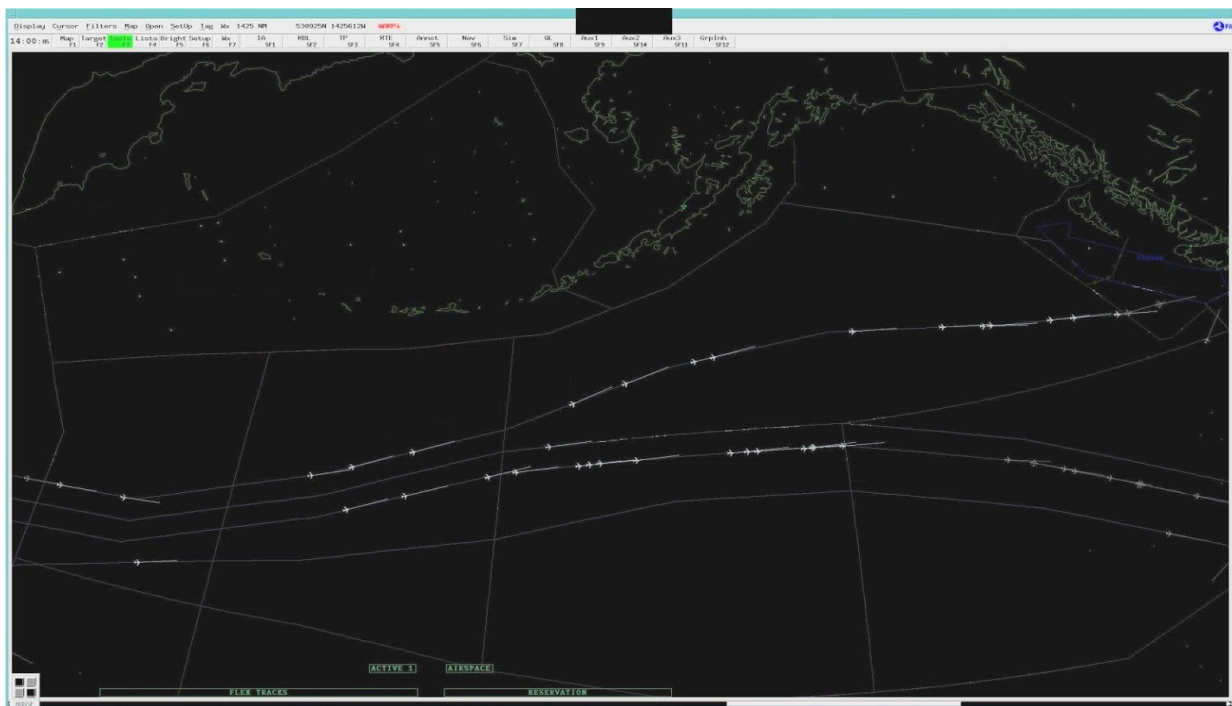 Display Cursor Filters Map Open SetUp Tag Wx 1425 NM 530925N 1425612W
FAA
14:00:05 Map F1 Target F2 Tools F3 Lists F4 Bright F5 Setup F6 Wx F7 IA SF1 RBL SF2 TP SF3 RTE SF4 Annot SF5 Nav SF6 Sim SF7 QL SF8 Aux1 SF9 Aux2 SF10 Aux3 SF11 GrpInh SF12
ACTIVE 1 AIRSPACE
FLEX TRACKS RESERVATION